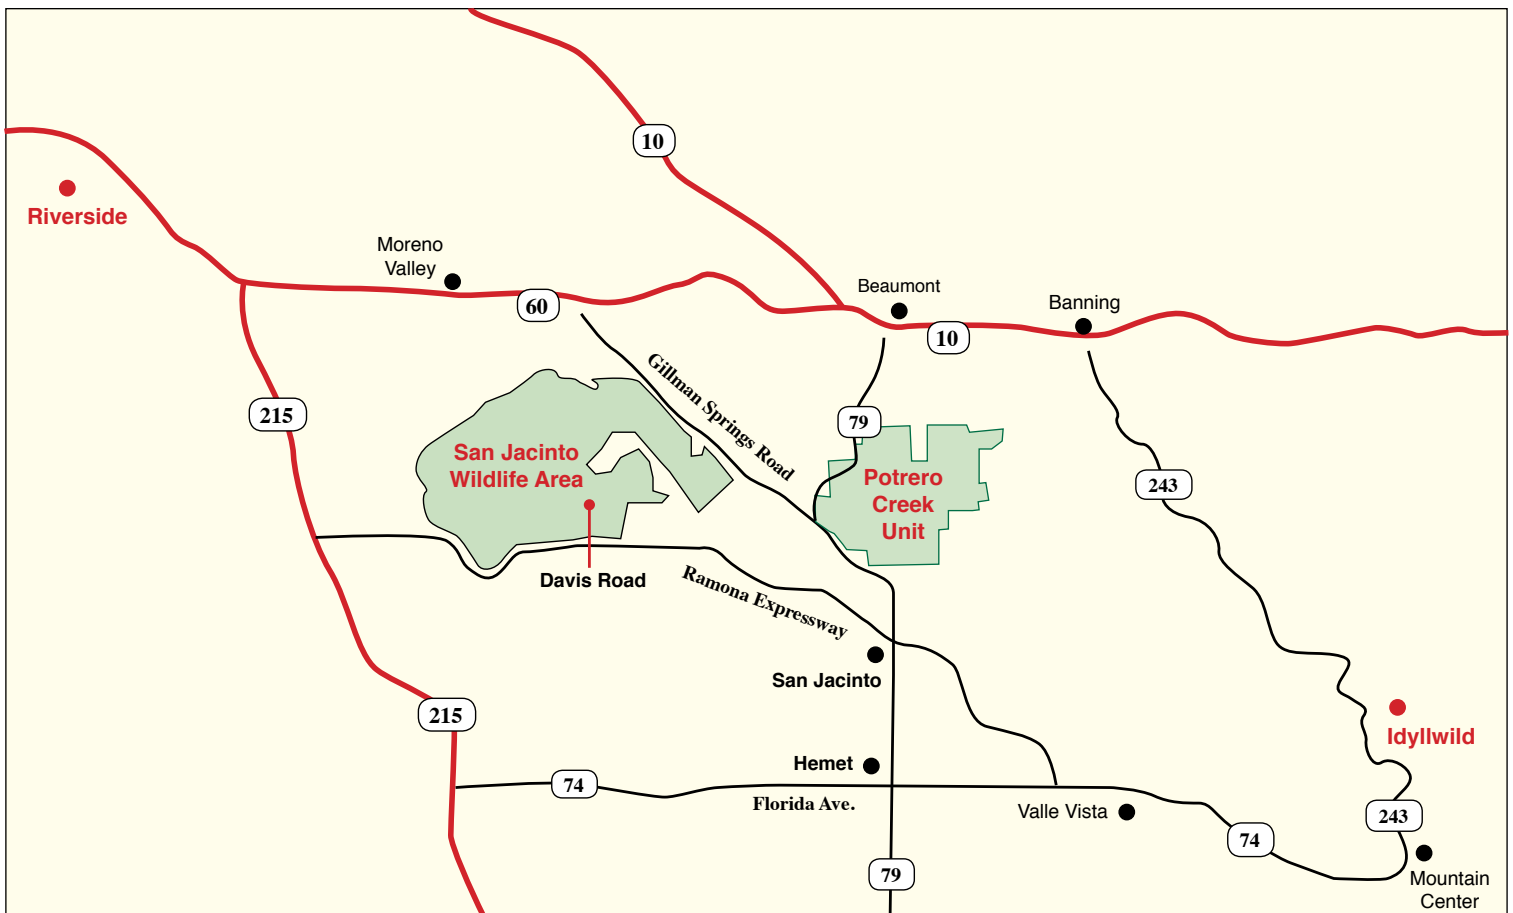 10
Riverside
Moreno
Valley
60
Beaumont
Banning
10
Gillman Springs Road
215
79
San Jacinto
Wildlife Area
Potrero
Creek
Unit
243
Davis Road
Ramona Expressway
San Jacinto
215
Idyllwild
Hemet
74
Florida Ave.
Valle Vista
243
74
79
Mountain
Center